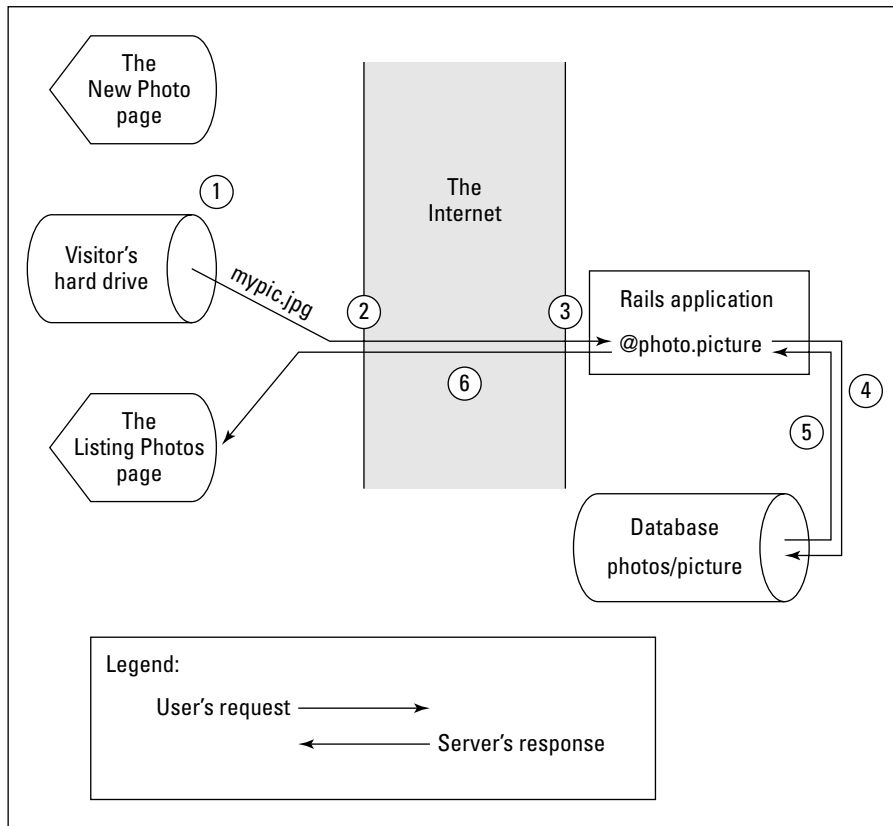 The
New Photo
page
1
The
Internet
Visitor's
hard drive
mypic.jpg
2
3
Rails application
@photo.picture
6
4
The
Listing Photos
page
5
Database
photos/picture
Legend:
User's request
Server's response